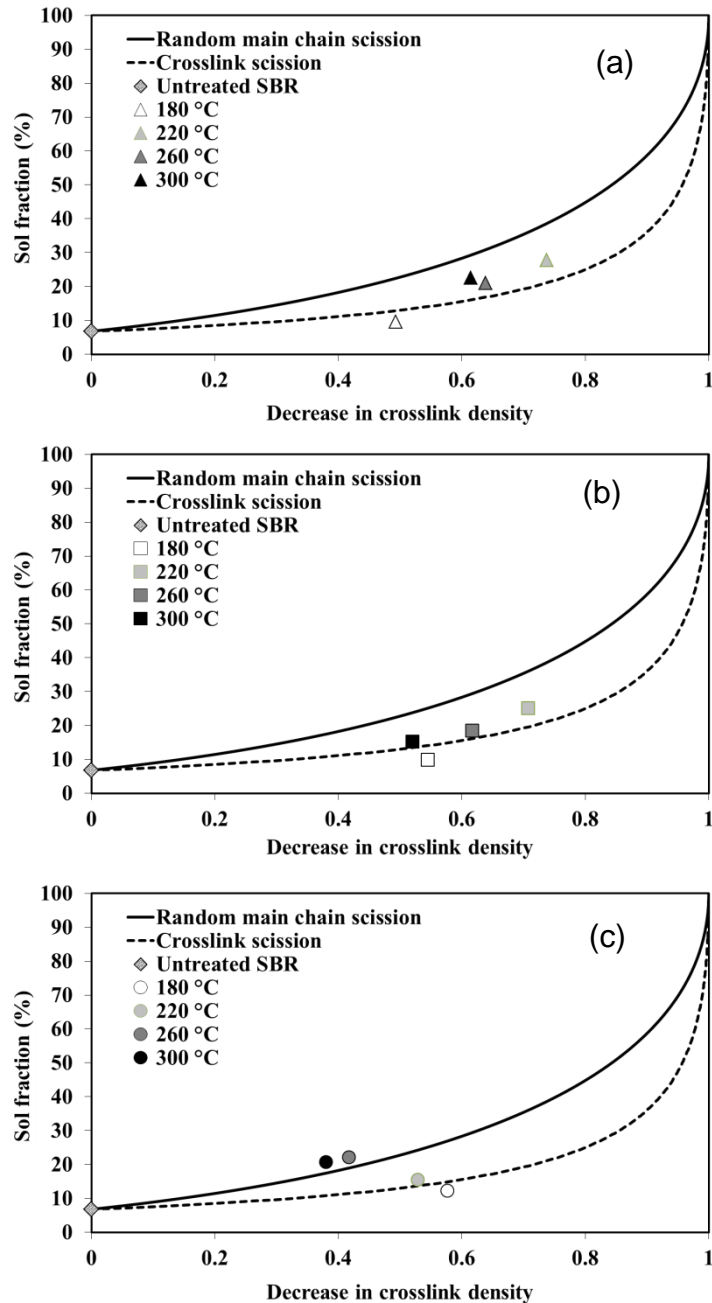 100
90
80
70
60
50
40
30
20
10
0
Sol fraction (%)
Random main chain scission
Crosslink scission
Untreated SBR
180 °C
220 °C
260 °C
300 °C
(a)
0 0.2 0.4 0.6 0.8 1
Decrease in crosslink density
100
90
80
70
60
50
40
30
20
10
0
Sol fraction (%)
Random main chain scission
Crosslink scission
Untreated SBR
180 °C
220 °C
260 °C
300 °C
(b)
0 0.2 0.4 0.6 0.8 1
Decrease in crosslink density
100
90
80
70
60
50
40
30
20
10
0
Sol fraction (%)
Random main chain scission
Crosslink scission
Untreated SBR
180 °C
220 °C
260 °C
300 °C
(c)
0 0.2 0.4 0.6 0.8 1
Decrease in crosslink density